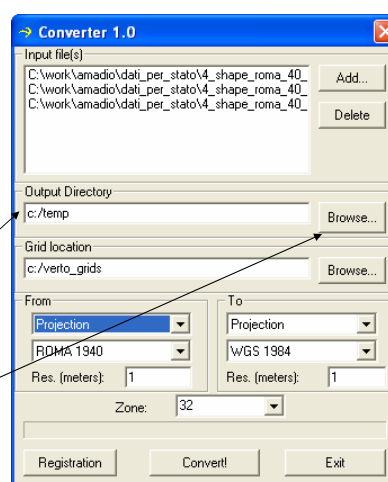 Converter 1.0
Input file(s)
C:\work\amadio\dati_per_stato\4_shape_roma_40_
C:\work\amadio\dati_per_stato\4_shape_roma_40_
C:\work\amadio\dati_per_stato\4_shape_roma_40_
Add...
Delete
Output Directory
c:/temp
Browse...
Grid location
c:/verto_grids
Browse...
From
Projection
ROMA 1940
Res. (meters): 1
To
Projection
WGS 1984
Res. (meters): 1
Zone: 32
Registration
Convert!
Exit